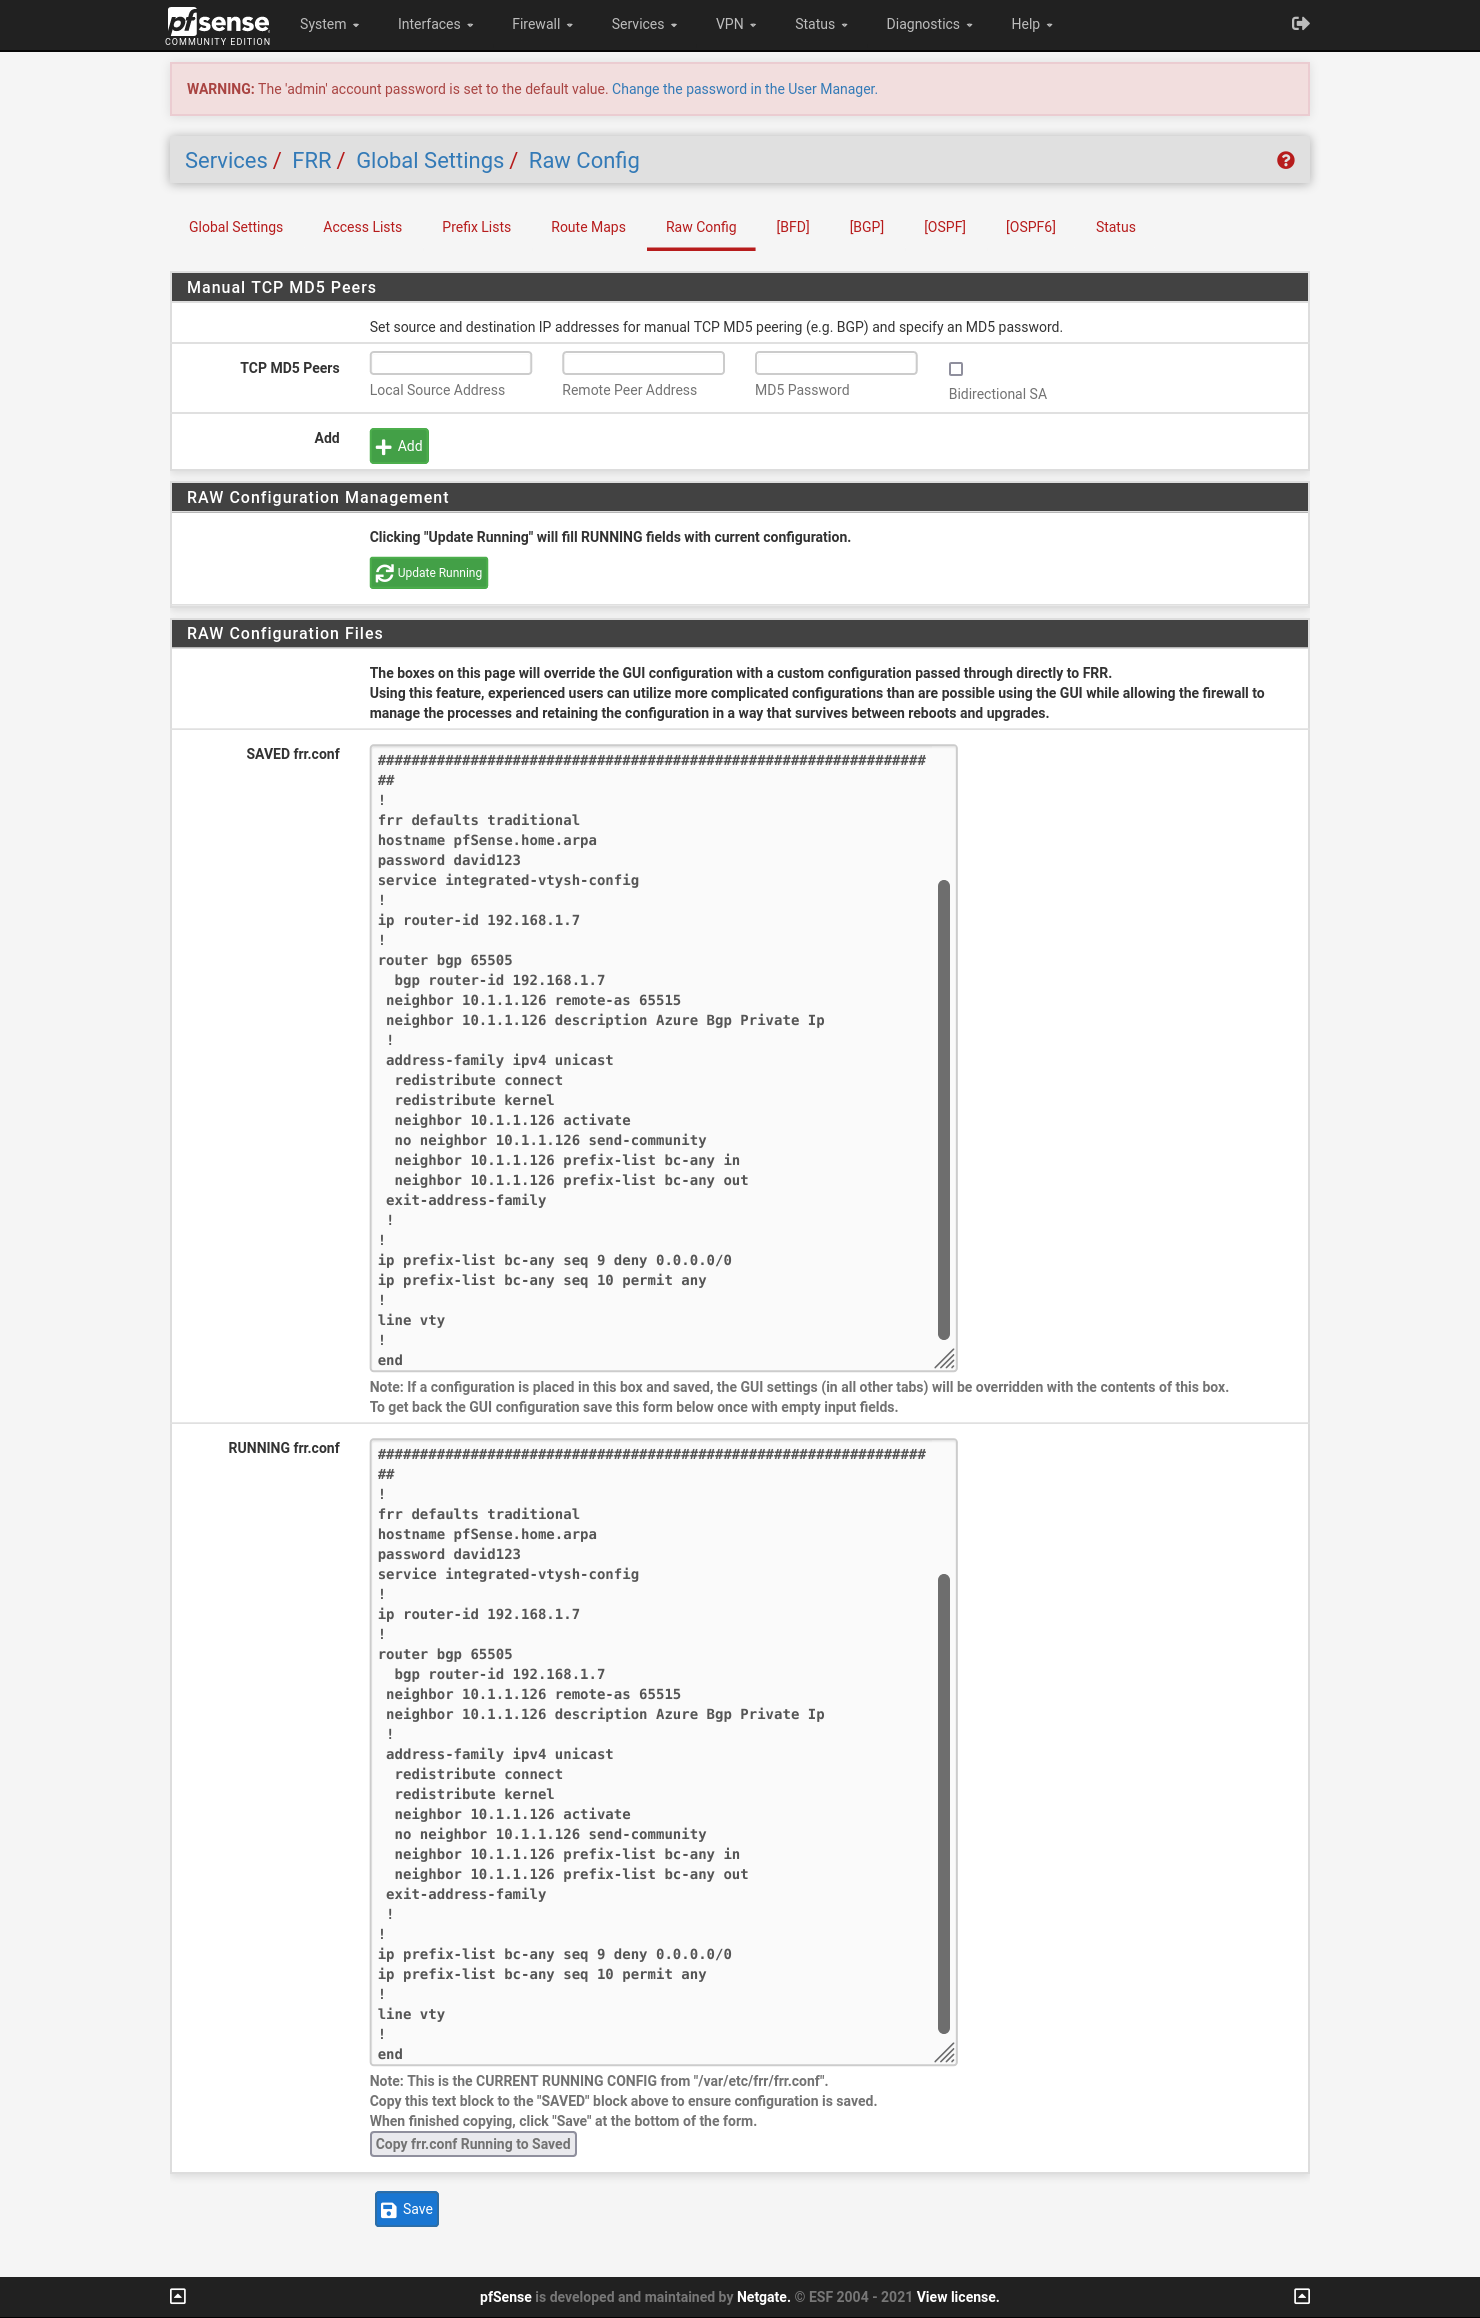 pfsense
COMMUNITY EDITION
System Interfaces Firewall Services VPN Status Diagnostics Help
WARNING: The 'admin' account password is set to the default value. Change the password in the User Manager.
Services / FRR / Global Settings / Raw Config
Global Settings Access Lists Prefix Lists Route Maps Raw Config [BFD] [BGP] [OSPF] [OSPF6] Status
Manual TCP MD5 Peers
Set source and destination IP addresses for manual TCP MD5 peering (e.g. BGP) and specify an MD5 password.
TCP MD5 Peers
Local Source Address Remote Peer Address MD5 Password Bidirectional SA
Add
Add
RAW Configuration Management
Clicking "Update Running" will fill RUNNING fields with current configuration.
Update Running
RAW Configuration Files
The boxes on this page will override the GUI configuration with a custom configuration passed through directly to FRR.
Using this feature, experienced users can utilize more complicated configurations than are possible using the GUI while allowing the firewall to
manage the processes and retaining the configuration in a way that survives between reboots and upgrades.
SAVED frr.conf
#################################################################
##
!
frr defaults traditional
hostname pfSense.home.arpa
password david123
service integrated-vtysh-config
!
ip router-id 192.168.1.7
!
router bgp 65505
bgp router-id 192.168.1.7
neighbor 10.1.1.126 remote-as 65515
neighbor 10.1.1.126 description Azure Bgp Private Ip
!
address-family ipv4 unicast
redistribute connect
redistribute kernel
neighbor 10.1.1.126 activate
no neighbor 10.1.1.126 send-community
neighbor 10.1.1.126 prefix-list bc-any in
neighbor 10.1.1.126 prefix-list bc-any out
exit-address-family
!
!
ip prefix-list bc-any seq 9 deny 0.0.0.0/0
ip prefix-list bc-any seq 10 permit any
!
line vty
!
end
Note: If a configuration is placed in this box and saved, the GUI settings (in all other tabs) will be overridden with the contents of this box.
To get back the GUI configuration save this form below once with empty input fields.
RUNNING frr.conf
#################################################################
##
!
frr defaults traditional
hostname pfSense.home.arpa
password david123
service integrated-vtysh-config
!
ip router-id 192.168.1.7
!
router bgp 65505
bgp router-id 192.168.1.7
neighbor 10.1.1.126 remote-as 65515
neighbor 10.1.1.126 description Azure Bgp Private Ip
!
address-family ipv4 unicast
redistribute connect
redistribute kernel
neighbor 10.1.1.126 activate
no neighbor 10.1.1.126 send-community
neighbor 10.1.1.126 prefix-list bc-any in
neighbor 10.1.1.126 prefix-list bc-any out
exit-address-family
!
!
ip prefix-list bc-any seq 9 deny 0.0.0.0/0
ip prefix-list bc-any seq 10 permit any
!
line vty
!
end
Note: This is the CURRENT RUNNING CONFIG from "/var/etc/frr/frr.conf".
Copy this text block to the "SAVED" block above to ensure configuration is saved.
When finished copying, click "Save" at the bottom of the form.
Copy frr.conf Running to Saved
Save
pfSense is developed and maintained by Netgate. © ESF 2004 - 2021 View license.